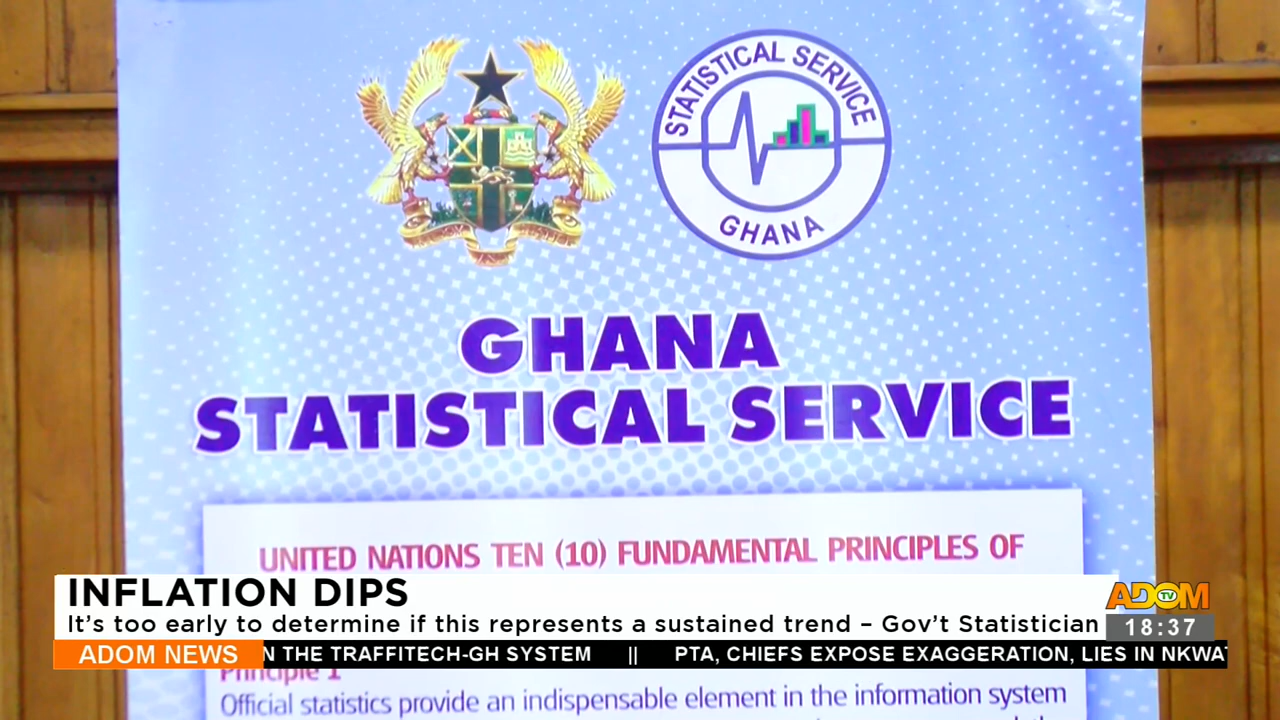 STATISTICAL SERVICE
GHANA
GHANA
STATISTICAL SERVICE
UNITED NATIONS TEN (10) FUNDAMENTAL PRINCIPLES OF
INFLATION DIPS
It's too early to determine if this represents a sustained trend – Gov't Statistician
ADOM TV
18:37
ADOM NEWS
N THE TRAFFITECH-GH SYSTEM || PTA, CHIEFS EXPOSE EXAGGERATION, LIES IN NKWAT
Principle 1
Official statistics provide an indispensable element in the information system